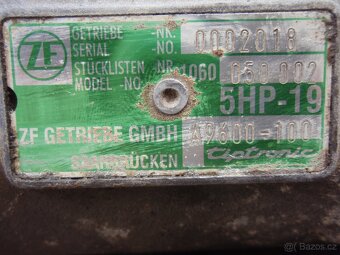 ZF
GETRIEBE -NR.
SERIAL NO. 0002018
STÜCKLISTEN -NR. 1060 050 002
MODEL-NO.
5HP-19
ZF GETRIEBE GMBH A9600-100
SAARBRÜCKEN Tiptronic
Bazos.cz